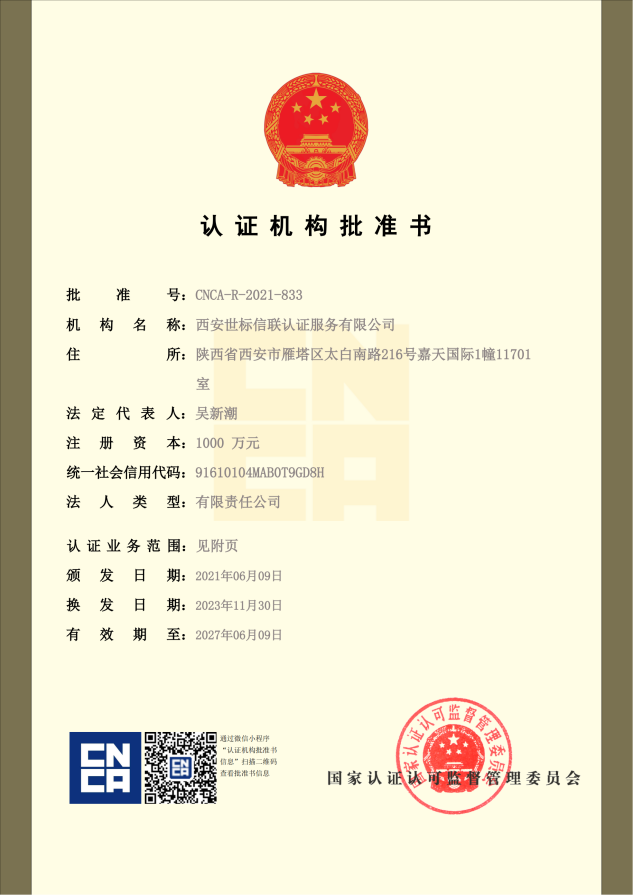 认证机构批准书
批准号：CNCA-R-2021-833
机构名称：西安世标信联认证服务有限公司
住所：陕西省西安市雁塔区太白南路216号嘉天国际1幢11701
室
法定代表人：吴新潮
注册资本：1000 万元
统一社会信用代码：91610104MAB0T9GD8H
法人类型：有限责任公司
认证业务范围：见附页
颁发日期：2021年06月09日
换发日期：2023年11月30日
有效期至：2027年06月09日
CN
CA
CN
CA
CN
CA
通过微信小程序
“认证机构批准书
信息”扫描二维码
查看批准书信息
国家认证认可监督管理委员会
国家认证认可监督管理委员会